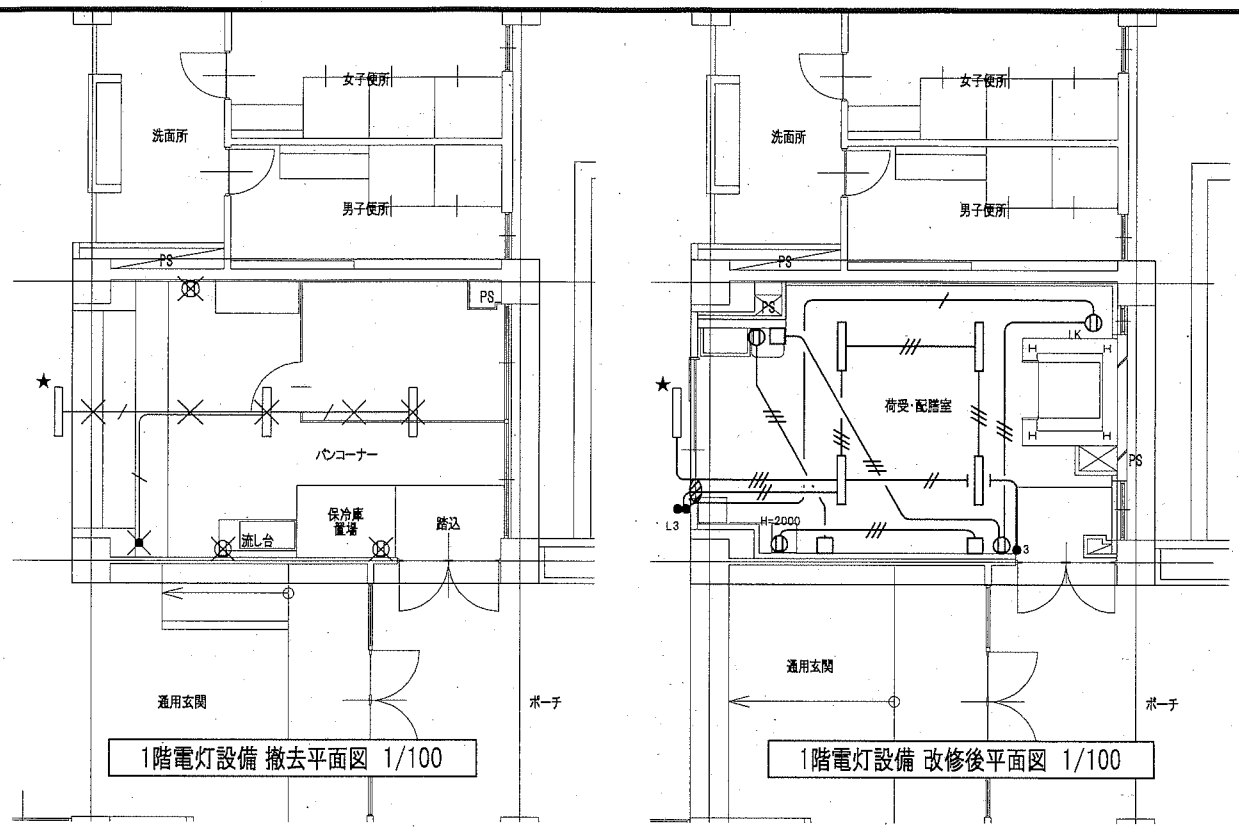 女子便所
洗面所
男子便所
PS
PS
★
パンコーナー
保冷庫
置場
踏込
流し台
通用玄関
ポーチ
1階電灯設備 撤去平面図 1/100
女子便所
洗面所
男子便所
PS
PS
LK
H
H
★
荷受・配膳室
H
H
PS
L3
H=2000
3
通用玄関
ポーチ
1階電灯設備 改修後平面図 1/100